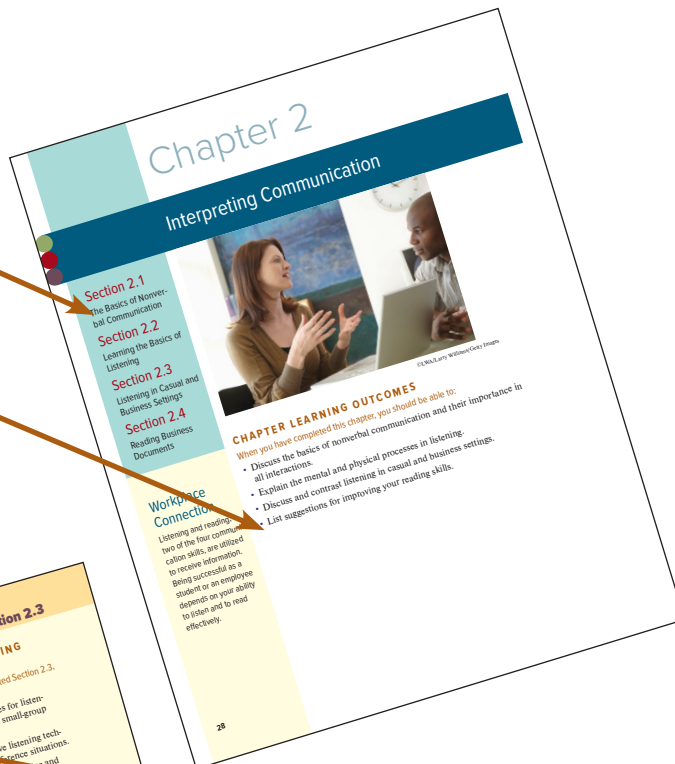 Chapter 2
Interpreting Communication
Section 2.1
The Basics of Nonver-
bal Communication
Section 2.2
Learning the Basics of
Listening
Section 2.3
Listening in Casual and
Business Settings
Section 2.4
Reading Business
Documents
©LWA/Larry Williams/Getty Images
CHAPTER LEARNING OUTCOMES
When you have completed this chapter, you should be able to:
• Discuss the basics of nonverbal communication and their importance in
all interactions.
• Explain the mental and physical processes in listening.
• Discuss and contrast listening in casual and business settings.
• List suggestions for improving your reading skills.
Workplace
Connection
Listening and reading,
two of the four communi-
cation skills, are utilized
to receive information.
Being successful as a
student or an employee
depends on your ability
to listen and to read
effectively.
28
tion 2.3
ING
ed Section 2.3.
es for listen-
small-group
ve listening tech-
ference situations.
and